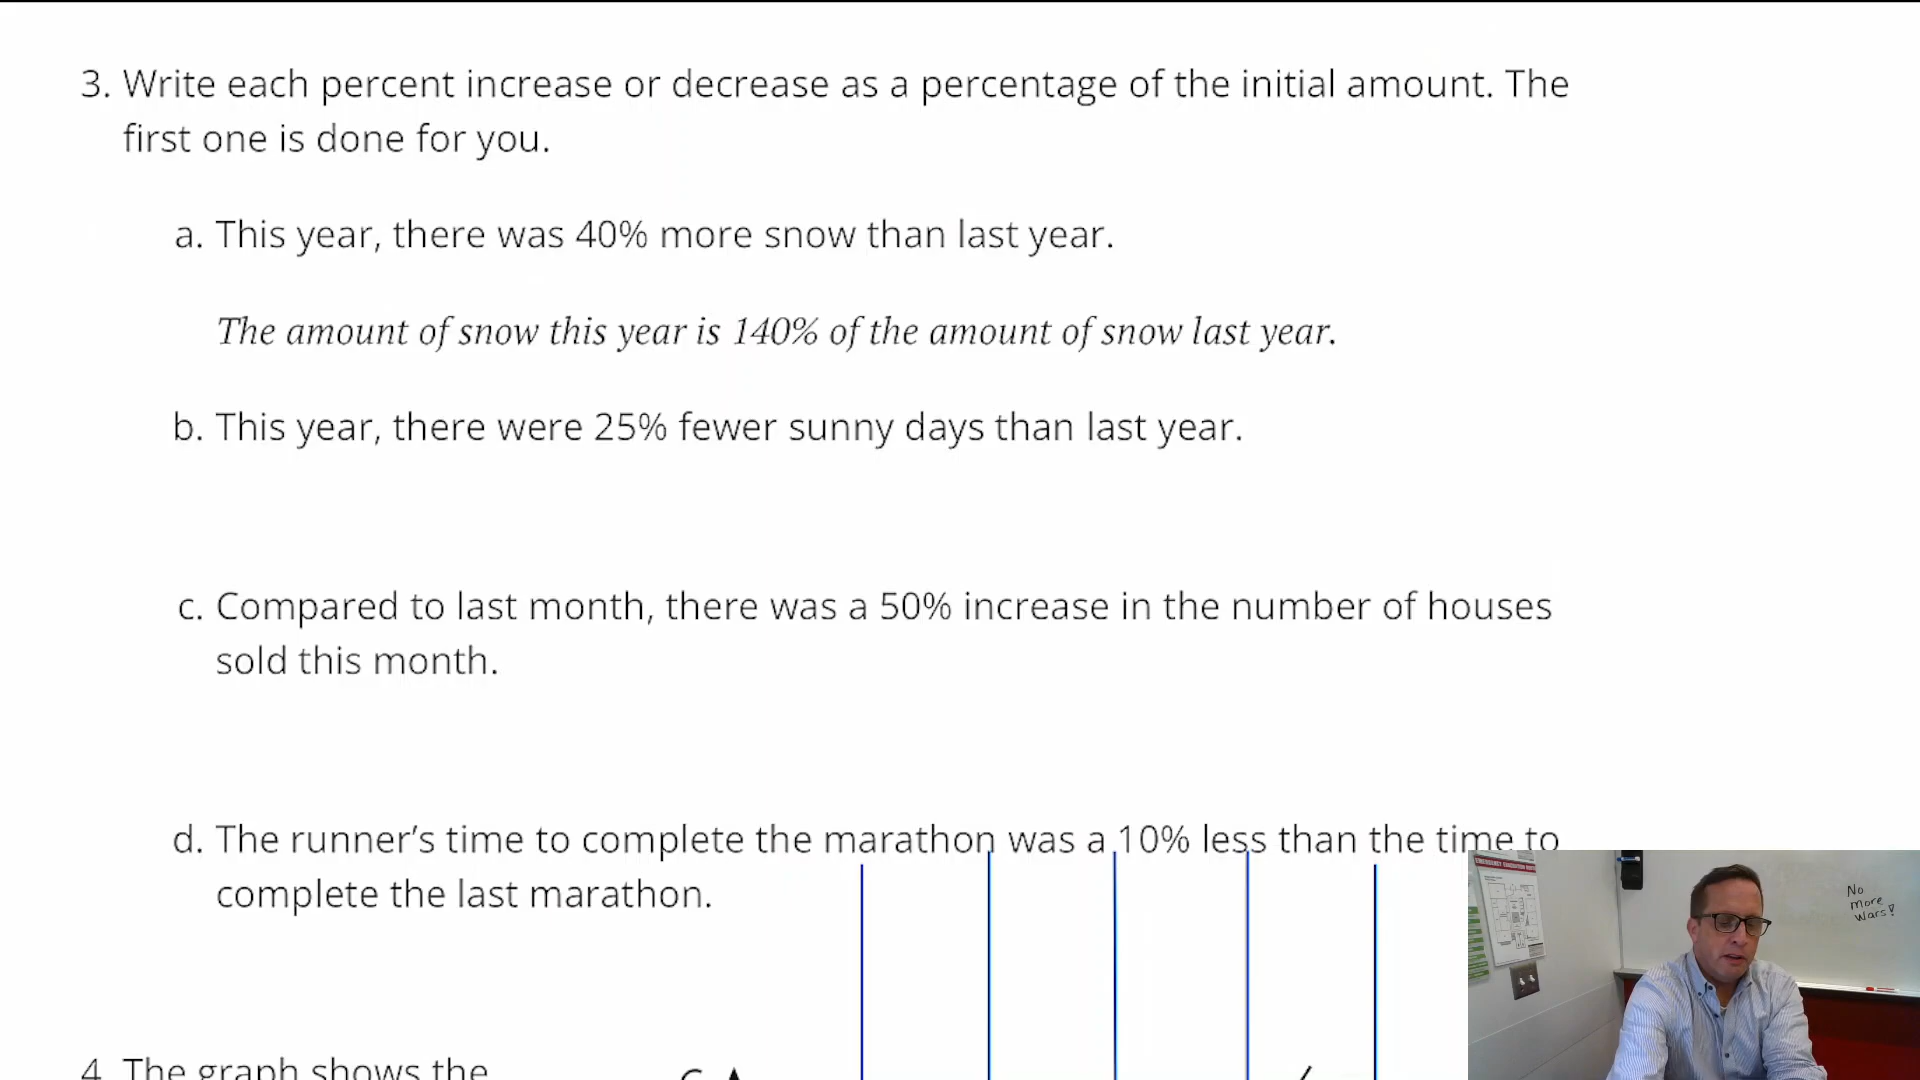 3. Write each percent increase or decrease as a percentage of the initial amount. The
first one is done for you.
a. This year, there was 40% more snow than last year.
The amount of snow this year is 140% of the amount of snow last year.
b. This year, there were 25% fewer sunny days than last year.
c. Compared to last month, there was a 50% increase in the number of houses
sold this month.
d. The runner’s time to complete the marathon was a 10% less than the time to
complete the last marathon.
No
more
wars!
4. The graph shows the